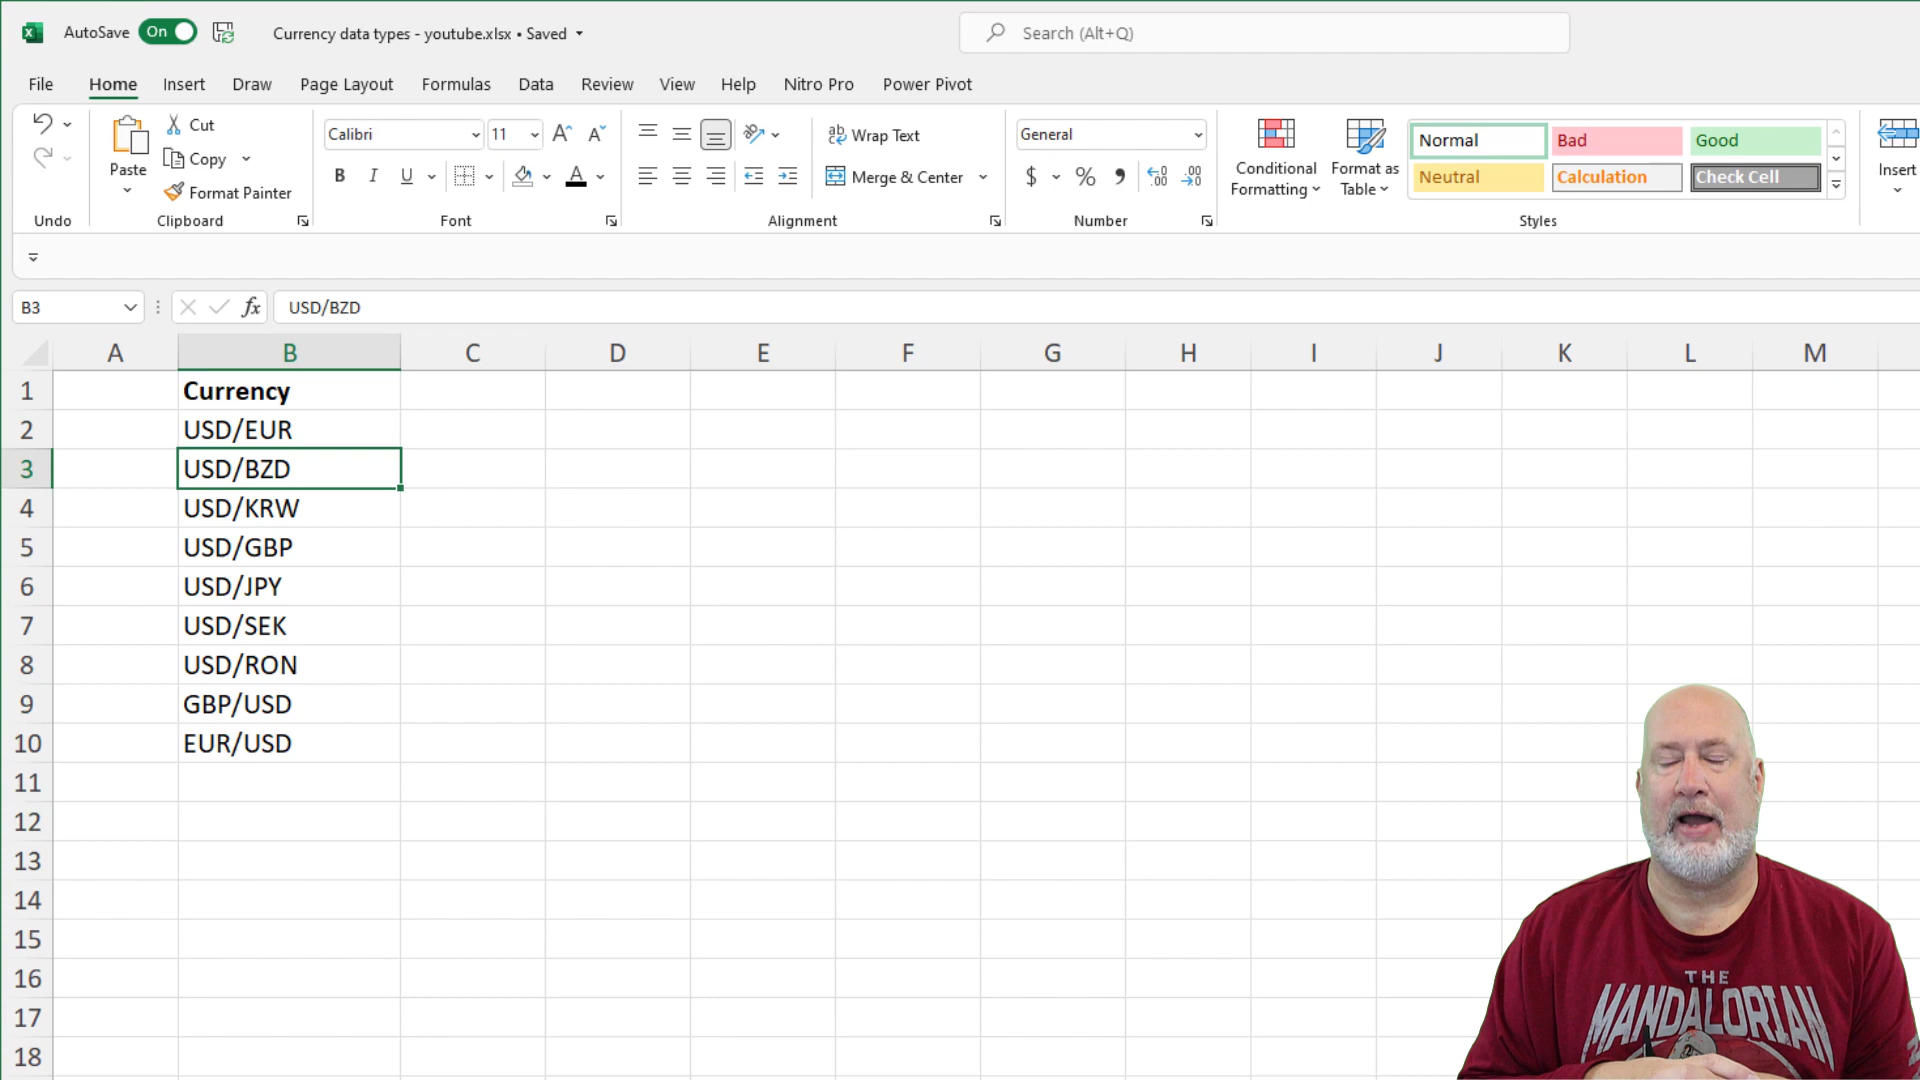 AutoSave On Currency data types - youtube.xlsx • Saved Search (Alt+Q)
File Home Insert Draw Page Layout Formulas Data Review View Help Nitro Pro Power Pivot
Paste Cut Copy Format Painter
Calibri 11
B I U
Wrap Text
Merge & Center
General
$ %
Conditional Formatting
Format as Table
Normal Bad Good
Neutral Calculation Check Cell
Insert
Undo Clipboard Font Alignment Number Styles
B3 fx USD/BZD
A B C D E F G H I J K L M
1 Currency
2 USD/EUR
3 USD/BZD
4 USD/KRW
5 USD/GBP
6 USD/JPY
7 USD/SEK
8 USD/RON
9 GBP/USD
10 EUR/USD
11
12
13
14
15
16
17
18
THE
MANDALORIAN